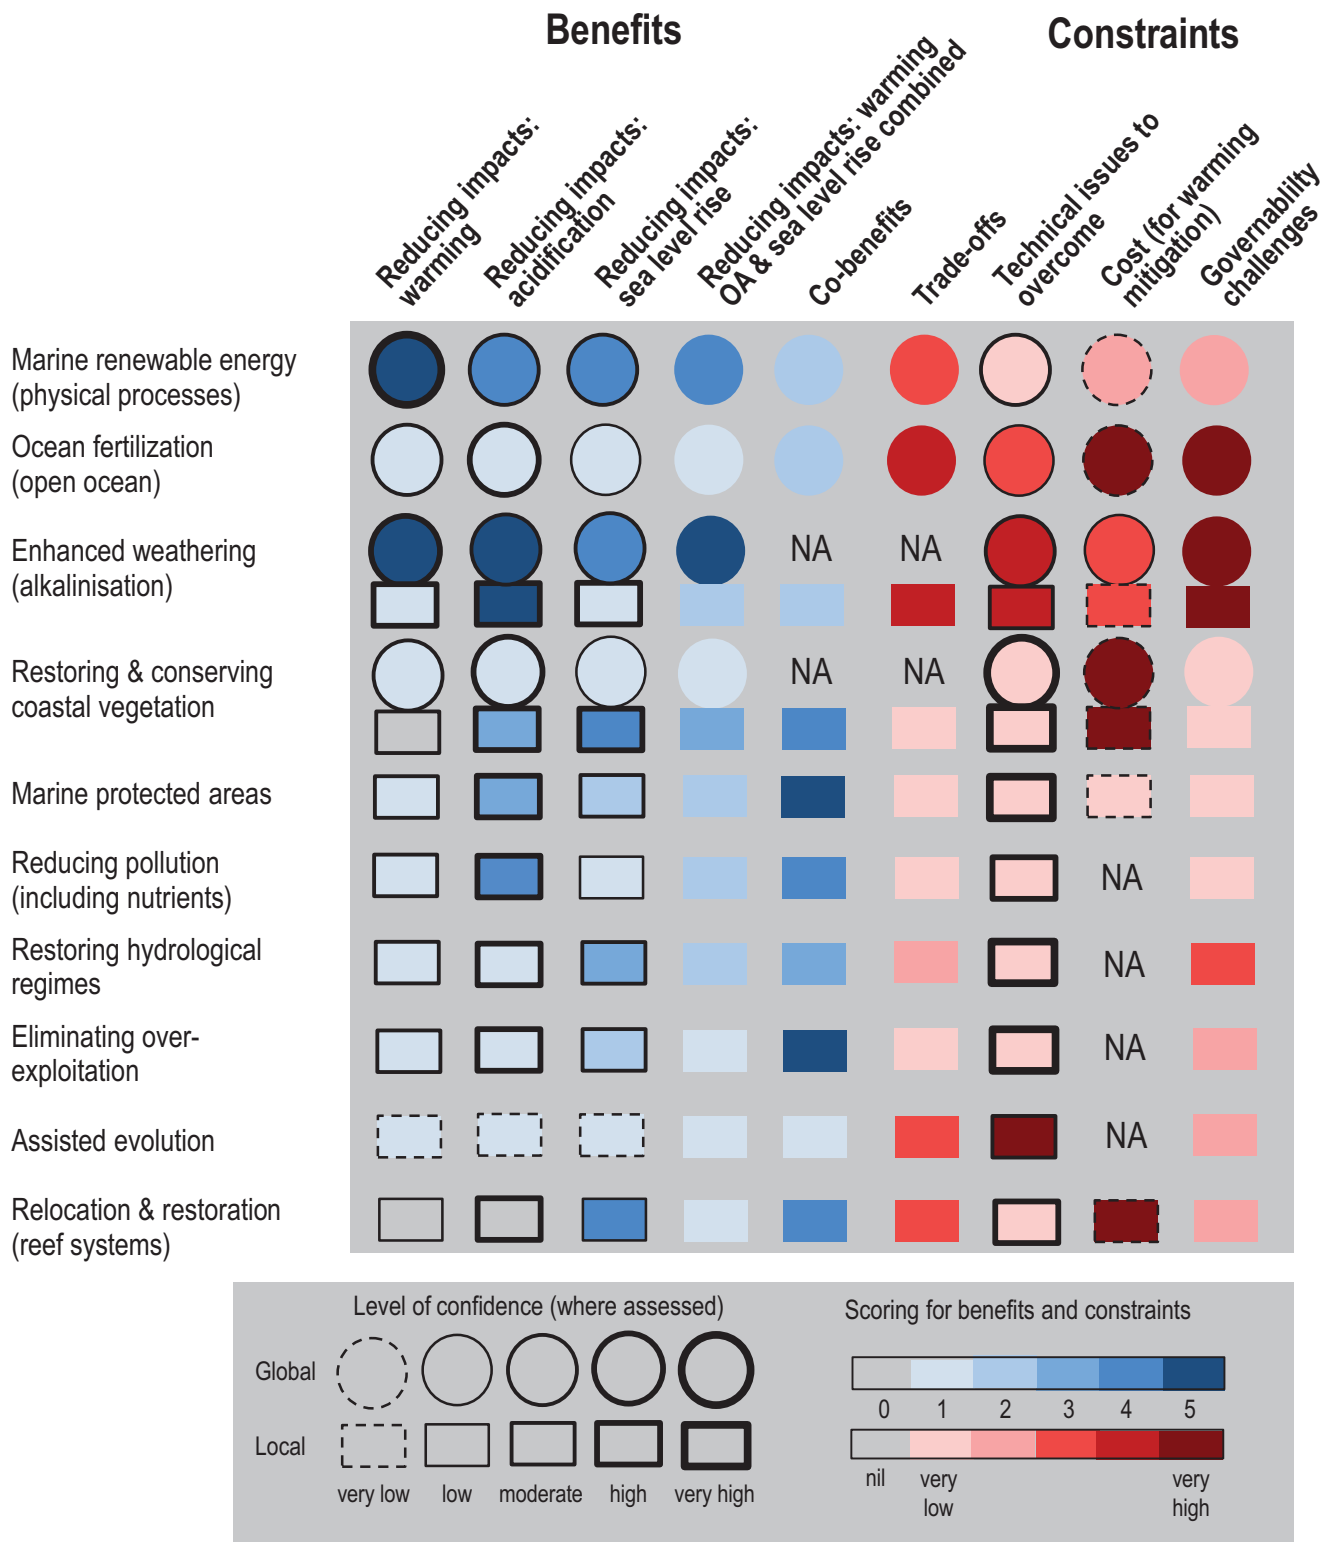 Benefits
Constraints
Reducing impacts:
warming
Reducing impacts:
acidification
Reducing impacts:
sea level rise
Reducing impacts: warming
OA & sea level rise combined
Co-benefits
Trade-offs
Technical issues to
overcome
Cost (for warming
mitigation)
Governabilty
challenges
Marine renewable energy
(physical processes)
Ocean fertilization
(open ocean)
Enhanced weathering
(alkalinisation)
NA
NA
Restoring & conserving
coastal vegetation
NA
NA
Marine protected areas
Reducing pollution
(including nutrients)
NA
Restoring hydrological
regimes
NA
Eliminating over-
exploitation
NA
Assisted evolution
NA
Relocation & restoration
(reef systems)
Level of confidence (where assessed)
Global
Local
very low
low
moderate
high
very high
Scoring for benefits and constraints
0
1
2
3
4
5
nil
very
low
very
high